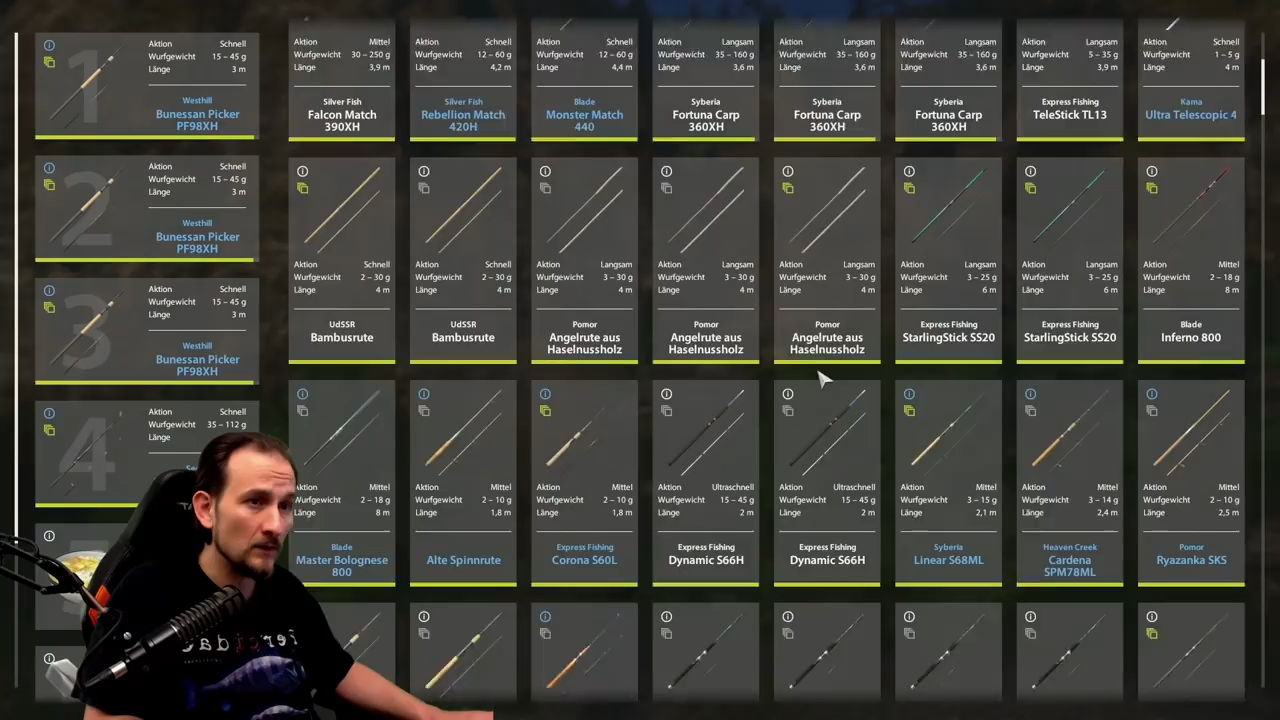 1
Aktion Schnell
Wurfgewicht 15 – 45 g
Länge 3 m
Westhill
Bunessan Picker
PF98XH
2
Aktion Schnell
Wurfgewicht 15 – 45 g
Länge 3 m
Westhill
Bunessan Picker
PF98XH
3
Aktion Schnell
Wurfgewicht 15 – 45 g
Länge 3 m
Westhill
Bunessan Picker
PF98XH
4
Aktion Schnell
Wurfgewicht 35 – 112 g
Länge
Aktion Mittel
Wurfgewicht 30 – 250 g
Länge 3,9 m
Silver Fish
Falcon Match
390XH
Aktion Schnell
Wurfgewicht 12 – 60 g
Länge 4,2 m
Silver Fish
Rebellion Match
420H
Aktion Schnell
Wurfgewicht 12 – 60 g
Länge 4,4 m
Blade
Monster Match
440
Aktion Langsam
Wurfgewicht 35 – 160 g
Länge 3,6 m
Syberia
Fortuna Carp
360XH
Aktion Langsam
Wurfgewicht 35 – 160 g
Länge 3,6 m
Syberia
Fortuna Carp
360XH
Aktion Langsam
Wurfgewicht 35 – 160 g
Länge 3,6 m
Syberia
Fortuna Carp
360XH
Aktion Langsam
Wurfgewicht 5 – 35 g
Länge 3,9 m
Express Fishing
TeleStick TL13
Aktion Schnell
Wurfgewicht 1 – 5 g
Länge 4 m
Kama
Ultra Telescopic 4
Aktion Schnell
Wurfgewicht 2 – 30 g
Länge 4 m
UdSSR
Bambusrute
Aktion Schnell
Wurfgewicht 2 – 30 g
Länge 4 m
UdSSR
Bambusrute
Aktion Langsam
Wurfgewicht 3 – 30 g
Länge 4 m
Pomor
Angelrute aus
Haselnussholz
Aktion Langsam
Wurfgewicht 3 – 30 g
Länge 4 m
Pomor
Angelrute aus
Haselnussholz
Aktion Langsam
Wurfgewicht 3 – 30 g
Länge 4 m
Pomor
Angelrute aus
Haselnussholz
Aktion Langsam
Wurfgewicht 3 – 25 g
Länge 6 m
Express Fishing
StarlingStick SS20
Aktion Langsam
Wurfgewicht 3 – 25 g
Länge 6 m
Express Fishing
StarlingStick SS20
Aktion Mittel
Wurfgewicht 2 – 18 g
Länge 8 m
Blade
Inferno 800
Aktion Mittel
Wurfgewicht 2 – 18 g
Länge 8 m
Blade
Master Bolognese
800
Aktion Mittel
Wurfgewicht 2 – 10 g
Länge 1,8 m
Alte Spinnrute
Aktion Mittel
Wurfgewicht 2 – 10 g
Länge 1,8 m
Express Fishing
Corona S60L
Aktion Ultraschnell
Wurfgewicht 15 – 45 g
Länge 2 m
Express Fishing
Dynamic S66H
Aktion Ultraschnell
Wurfgewicht 15 – 45 g
Länge 2 m
Express Fishing
Dynamic S66H
Aktion Mittel
Wurfgewicht 3 – 15 g
Länge 2,1 m
Syberia
Linear S68ML
Aktion Mittel
Wurfgewicht 3 – 14 g
Länge 2,4 m
Heaven Creek
Cardena
SPM78ML
Aktion Mittel
Wurfgewicht 2 – 10 g
Länge 2,5 m
Pomor
Ryazanka SKS